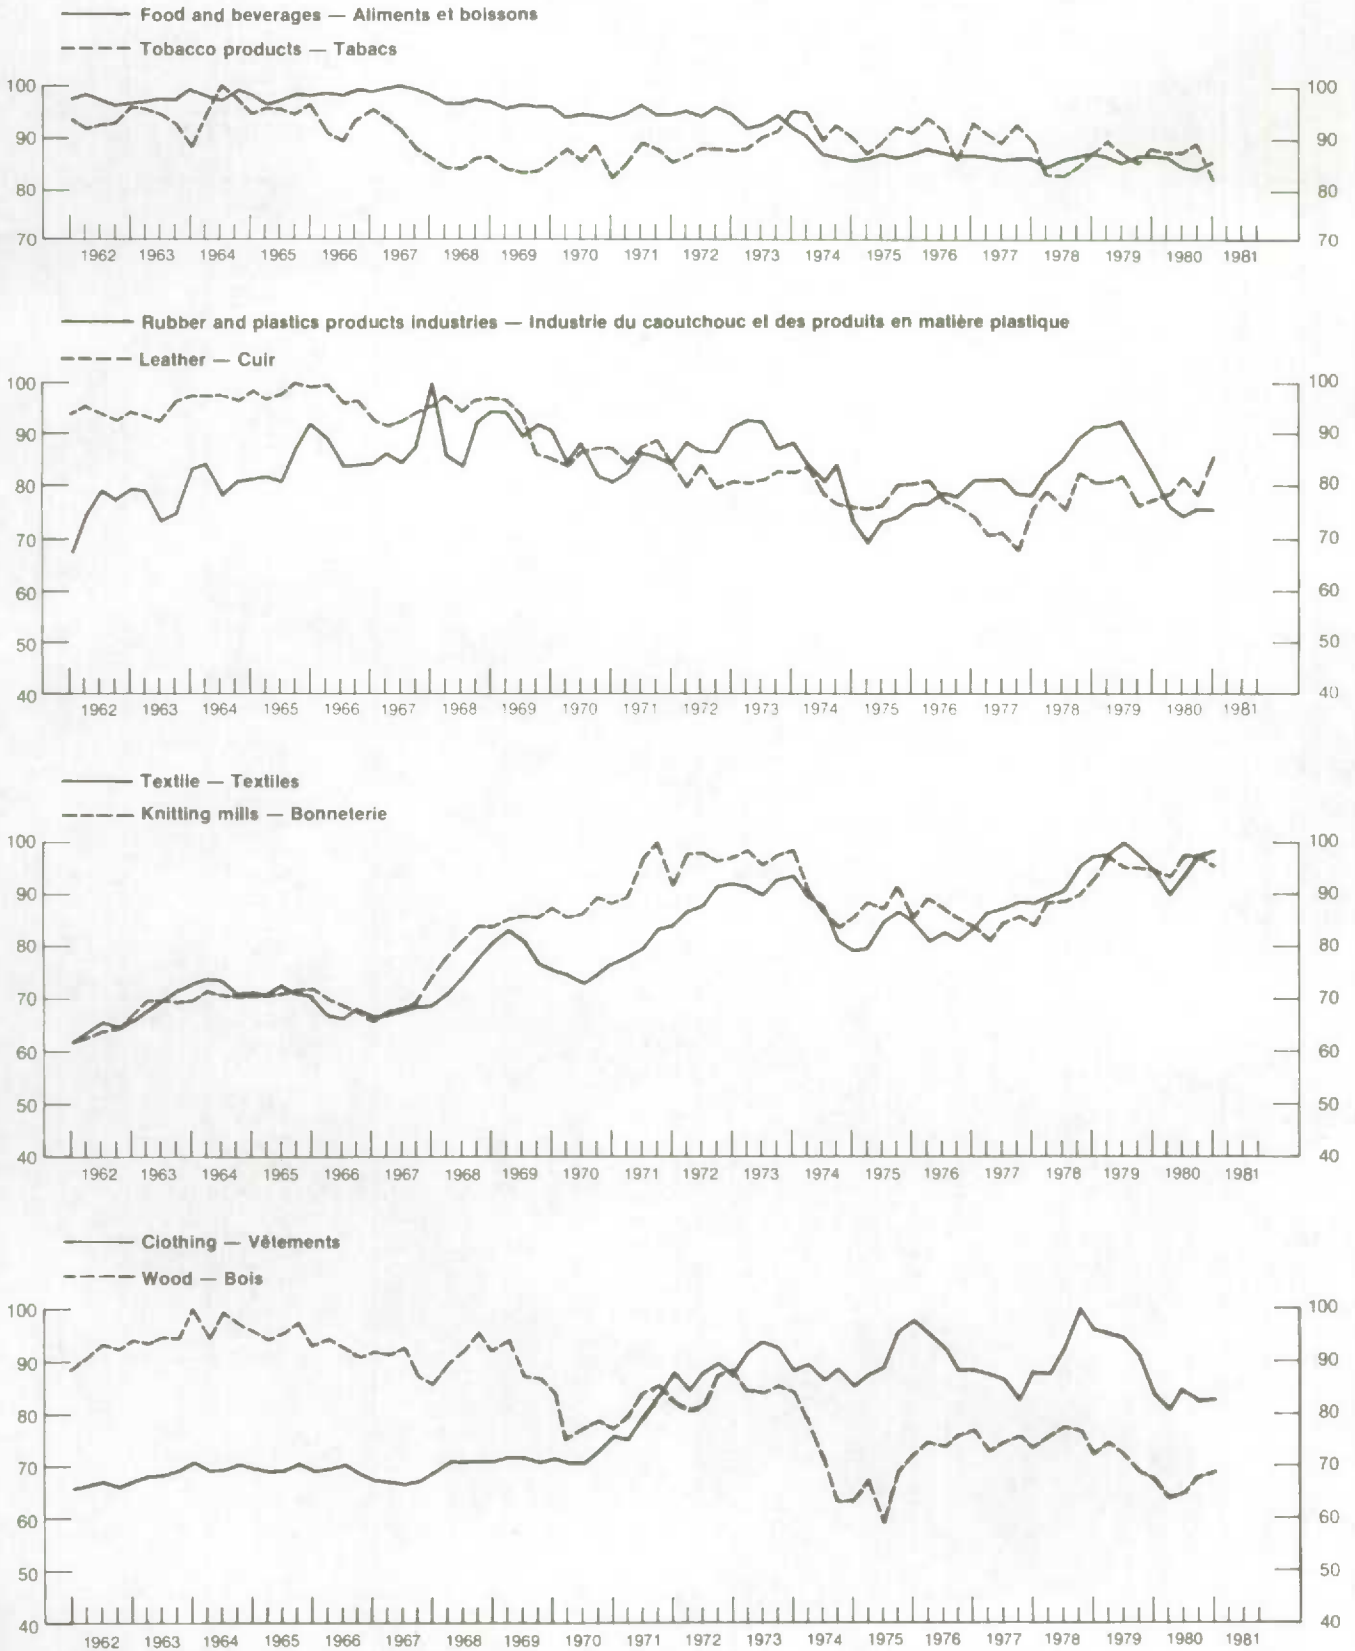 Food and beverages — Aliments et boissons
Tobacco products — Tabacs
100 100
90 90
80 80
70 70
1962 1963 1964 1965 1966 1967 1968 1969 1970 1971 1972 1973 1974 1975 1976 1977 1978 1979 1980 1981
Rubber and plastics products industries — Industrie du caoutchouc et des produits en matière plastique
Leather — Cuir
100 100
90 90
80 80
70 70
60 60
50 50
40 40
1962 1963 1964 1965 1966 1967 1968 1969 1970 1971 1972 1973 1974 1975 1976 1977 1978 1979 1980 1981
Textile — Textiles
Knitting mills — Bonneterie
100 100
90 90
80 80
70 70
60 60
50 50
40 40
1962 1963 1964 1965 1966 1967 1968 1969 1970 1971 1972 1973 1974 1975 1976 1977 1978 1979 1980 1981
Clothing — Vêtements
Wood — Bois
100 100
90 90
80 80
70 70
60 60
50 50
40 40
1962 1963 1964 1965 1966 1967 1968 1969 1970 1971 1972 1973 1974 1975 1976 1977 1978 1979 1980 1981